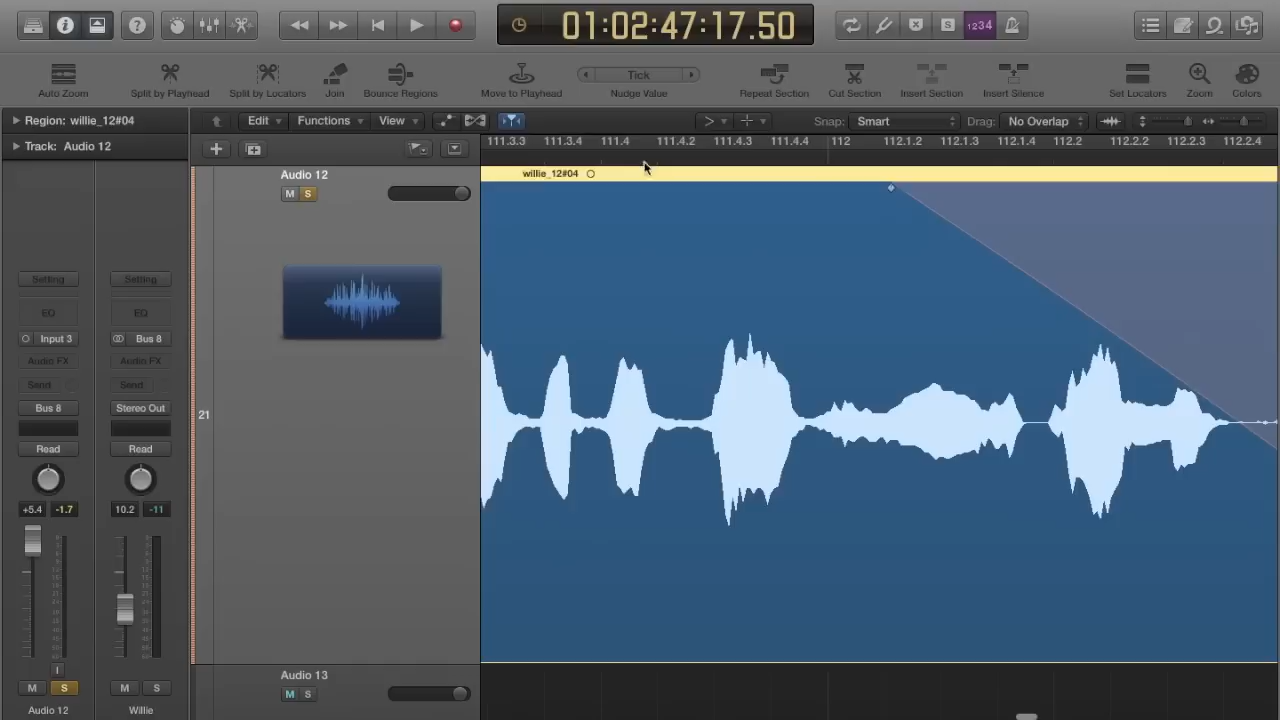 01:02:47:17.50
1234
Tick
Auto Zoom
Split by Playhead
Split by Locators
Join
Bounce Regions
Move to Playhead
Nudge Value
Repeat Section
Cut Section
Insert Section
Insert Silence
Set Locators
Zoom
Colors
Region: willie_12#04
Edit
Functions
View
Snap: Smart
Drag: No Overlap
Track: Audio 12
111.3.3 111.3.4 111.4 111.4.2 111.4.3 111.4.4 112 112.1.2 112.1.3 112.1.4 112.2 112.2.2 112.2.3 112.2.4
Audio 12
willie_12#04
M S
Setting Setting
EQ EQ
Input 3 Bus 8
Audio FX Audio FX
Send Send
Bus 8 Stereo Out
21
Read Read
+5.4 -1.7 10.2 -11
I
Audio 13
M S M S
M S
Audio 12 Willie